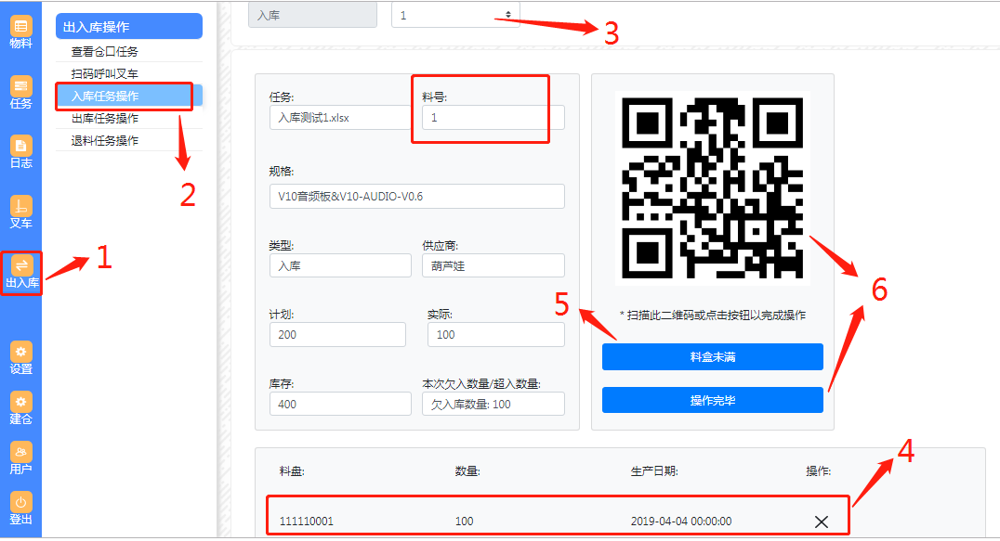 物料
任务
日志
叉车
出入库
设置
建仓
用户
登出
出入库操作
查看仓口任务
扫码呼叫叉车
入库任务操作
出库任务操作
退料任务操作
1
2
入库
1
3
任务:
料号:
入库测试1.xlsx
1
规格:
V10音频板&V10-AUDIO-V0.6
类型:
供应商:
入库
葫芦娃
计划:
实际:
200
100
库存:
本次欠入数量/超入数量:
400
欠入库数量: 100
* 扫描此二维码或点击按钮以完成操作
5
6
料盒未满
操作完毕
料盘:
数量:
生产日期:
操作:
4
111110001
100
2019-04-04 00:00:00